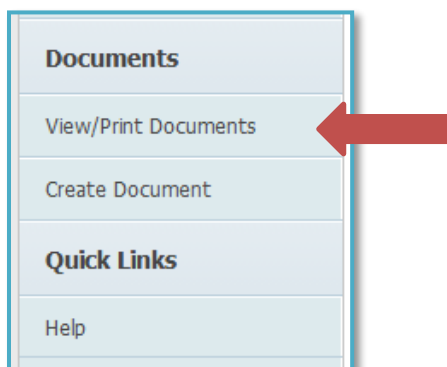 Documents
View/Print Documents
Create Document
Quick Links
Help